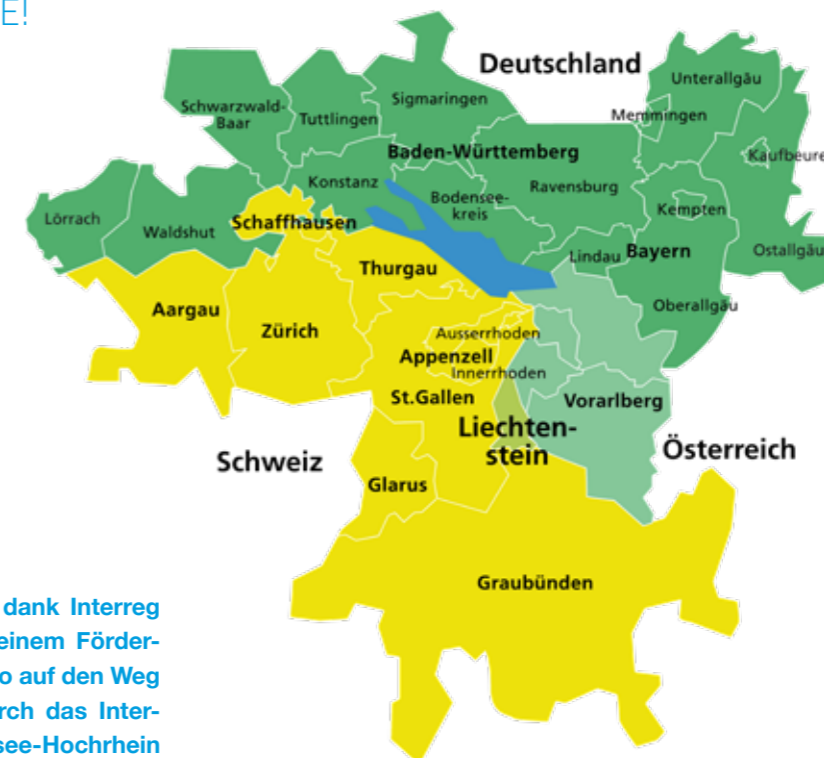 E!
Deutschland
Unterallgäu
Schwarzwald-
Baar
Tuttlingen
Sigmaringen
Memmingen
Baden-Württemberg
Kaufbeure
Konstanz
Bodensee-
kreis
Ravensburg
Kempten
Lörrach
Waldshut
Schaffhausen
Lindau
Bayern
Ostallgäu
Thurgau
Oberallgäu
Aargau
Zürich
Ausserrhoden
Appenzell
Innerrhoden
St.Gallen
Vorarlberg
Liechten-
stein
Schweiz
Österreich
Glarus
Graubünden
dank Interreg
einem Förder-
o auf den Weg
rch das Inter-
see-Hochrhein